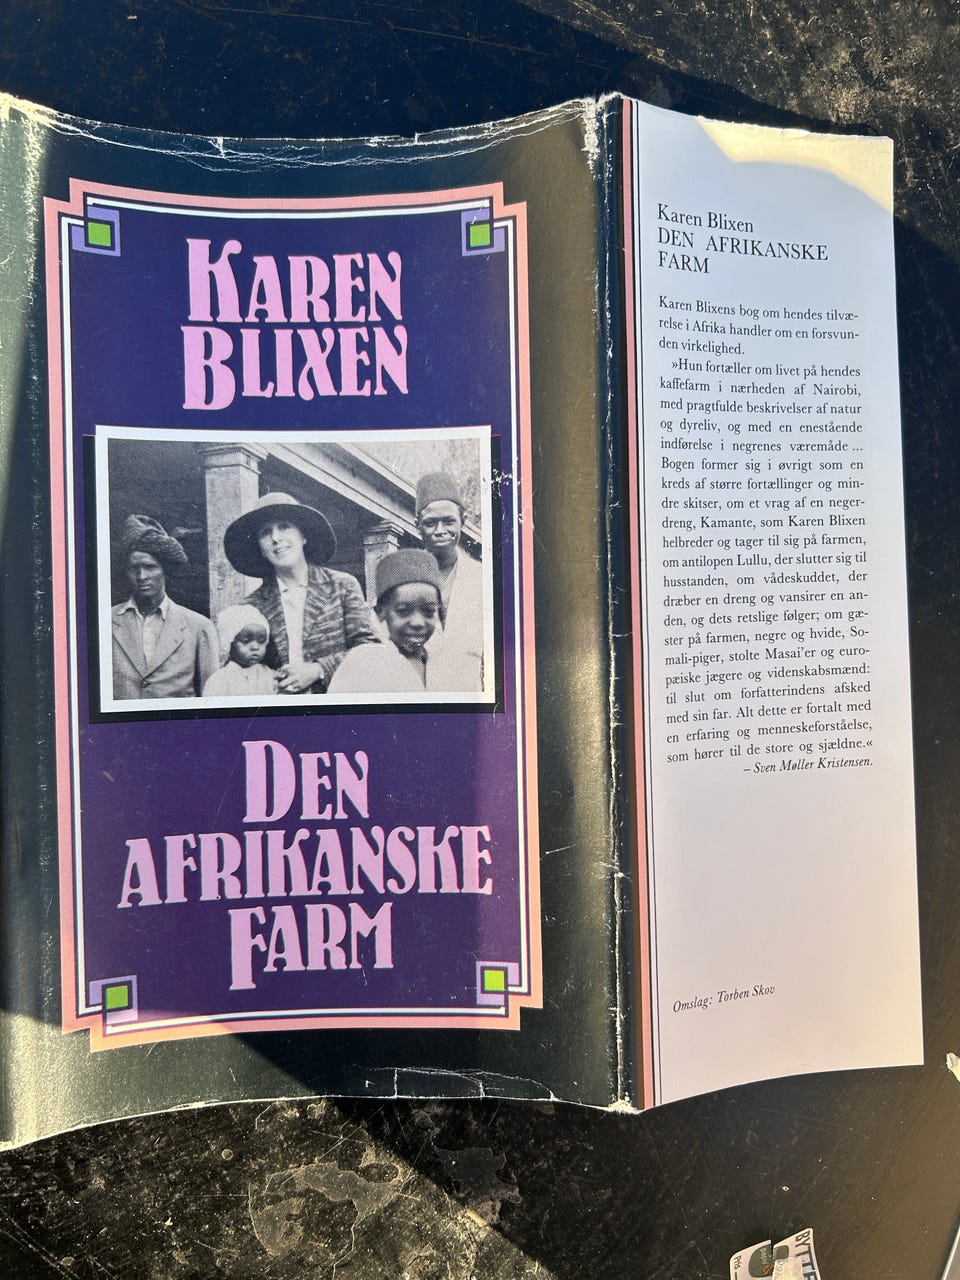 KAREN
BLIXEN
DEN
AFRIKANSKE
FARM
Karen Blixen
DEN AFRIKANSKE
FARM
Karen Blixens bog om hendes tilvæ-
relse i Afrika handler om en forsvun-
den virkelighed.
»Hun fortæller om livet på hendes
kaffefarm i nærheden af Nairobi,
med pragtfulde beskrivelser af natur
og dyreliv, og med en enestående
indførelse i negrenes væremåde ...
Bogen former sig i øvrigt som en
kreds af større fortællinger og min-
dre skitser, om et vrag af en neger-
dreng, Kamante, som Karen Blixen
helbreder og tager til sig på farmen,
om antilopen Lullu, der slutter sig til
husstanden, om vådeskuddet, der
dræber en dreng og vansirer en an-
den, og dets retslige følger; om gæ-
ster på farmen, negre og hvide, So-
mali-piger, stolte Masai'er og euro-
pæiske jægere og videnskabsmænd:
til slut om forfatterindens afsked
med sin far. Alt dette er fortalt med
en erfaring og menneskeforståelse,
som hører til de store og sjældne.«
– Sven Møller Kristensen.
Omslag: Torben Skov